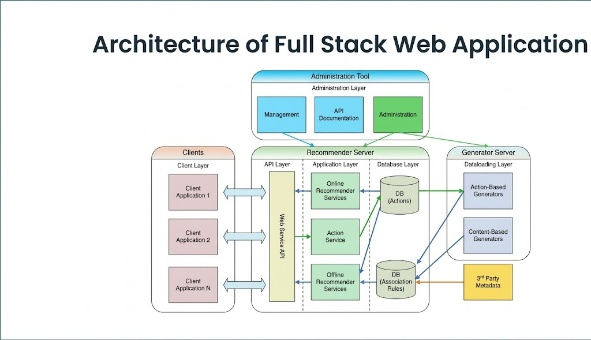 Architecture of Full Stack Web Application
Administration Tool
Administration Layer
Management
API
Documentation
Administration
Clients
Client Layer
Client
Application 1
Client
Application 2
Client
Application N
Recommender Server
API Layer
Application Layer
Database Layer
Web Service API
Online
Recommender
Services
Action
Service
Offline
Recommender
Services
DB
(Actions)
DB
(Association
Rules)
Generator Server
Dataloading Layer
Action-Based
Generators
Content-Based
Generators
3rd Party
Metadata